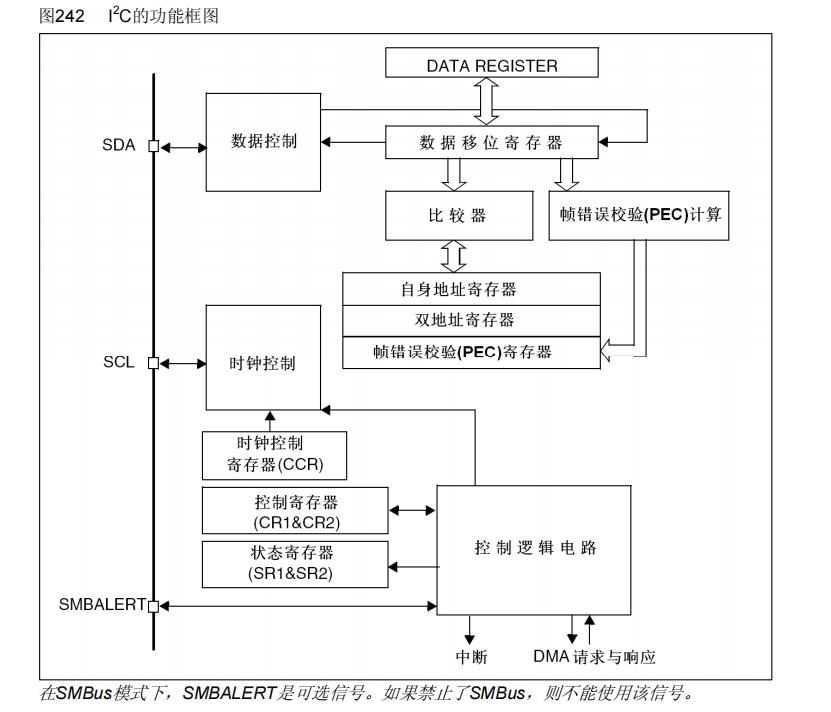 图242 I²C的功能框图
DATA REGISTER
SDA
数据控制
数据移位寄存器
比较器
帧错误校验(PEC)计算
自身地址寄存器
双地址寄存器
帧错误校验(PEC)寄存器
SCL
时钟控制
时钟控制
寄存器(CCR)
控制寄存器
(CR1&CR2)
状态寄存器
(SR1&SR2)
控制逻辑电路
SMBALERT
中断
DMA请求与响应
在SMBus模式下，SMBALERT是可选信号。如果禁止了SMBus，则不能使用该信号。